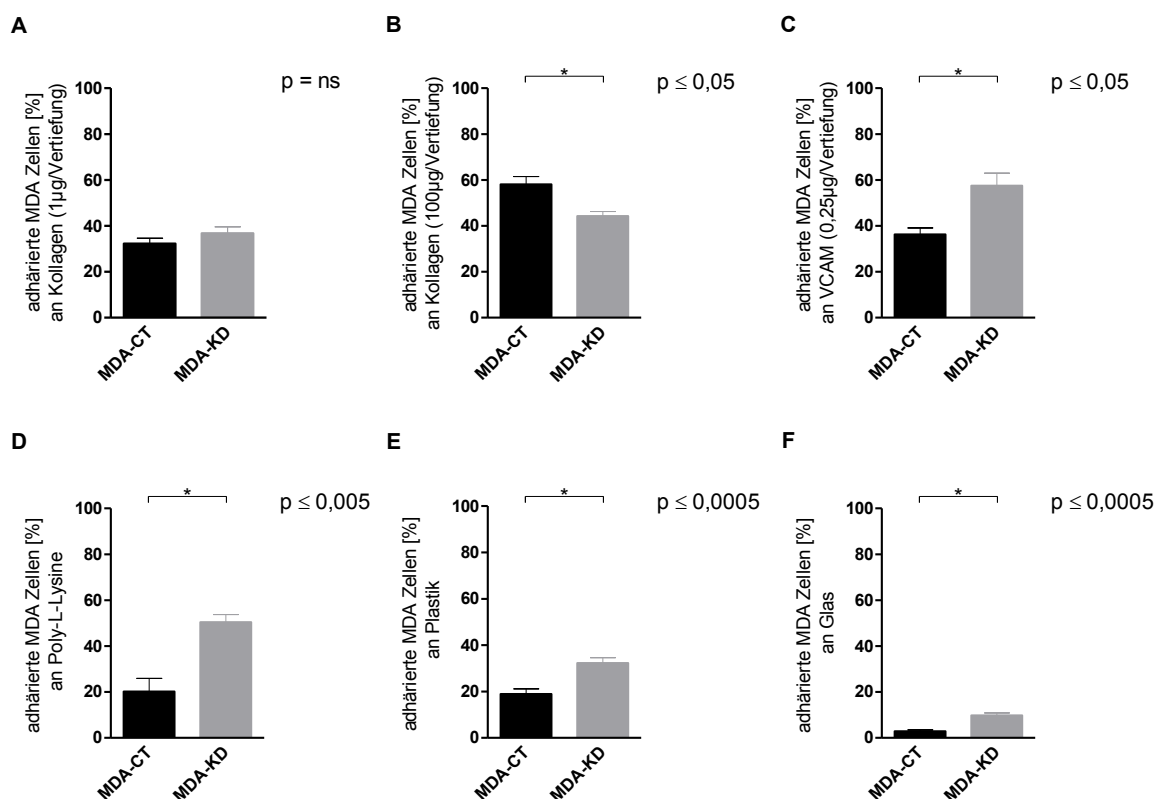 A
p = ns
adhärierte MDA Zellen [%]
an Kollagen (1µg/Vertiefung)
100
80
60
40
20
0
MDA-CT
MDA-KD
B
*
p ≤ 0,05
adhärierte MDA Zellen [%]
an Kollagen (100µg/Vertiefung)
100
80
60
40
20
0
MDA-CT
MDA-KD
C
*
p ≤ 0,05
adhärierte MDA Zellen [%]
an VCAM (0,25µg/Vertiefung)
100
80
60
40
20
0
MDA-CT
MDA-KD
D
*
p ≤ 0,005
adhärierte MDA Zellen [%]
an Poly-L-Lysine
100
80
60
40
20
0
MDA-CT
MDA-KD
E
*
p ≤ 0,0005
adhärierte MDA Zellen [%]
an Plastik
100
80
60
40
20
0
MDA-CT
MDA-KD
F
*
p ≤ 0,0005
adhärierte MDA Zellen [%]
an Glas
100
80
60
40
20
0
MDA-CT
MDA-KD